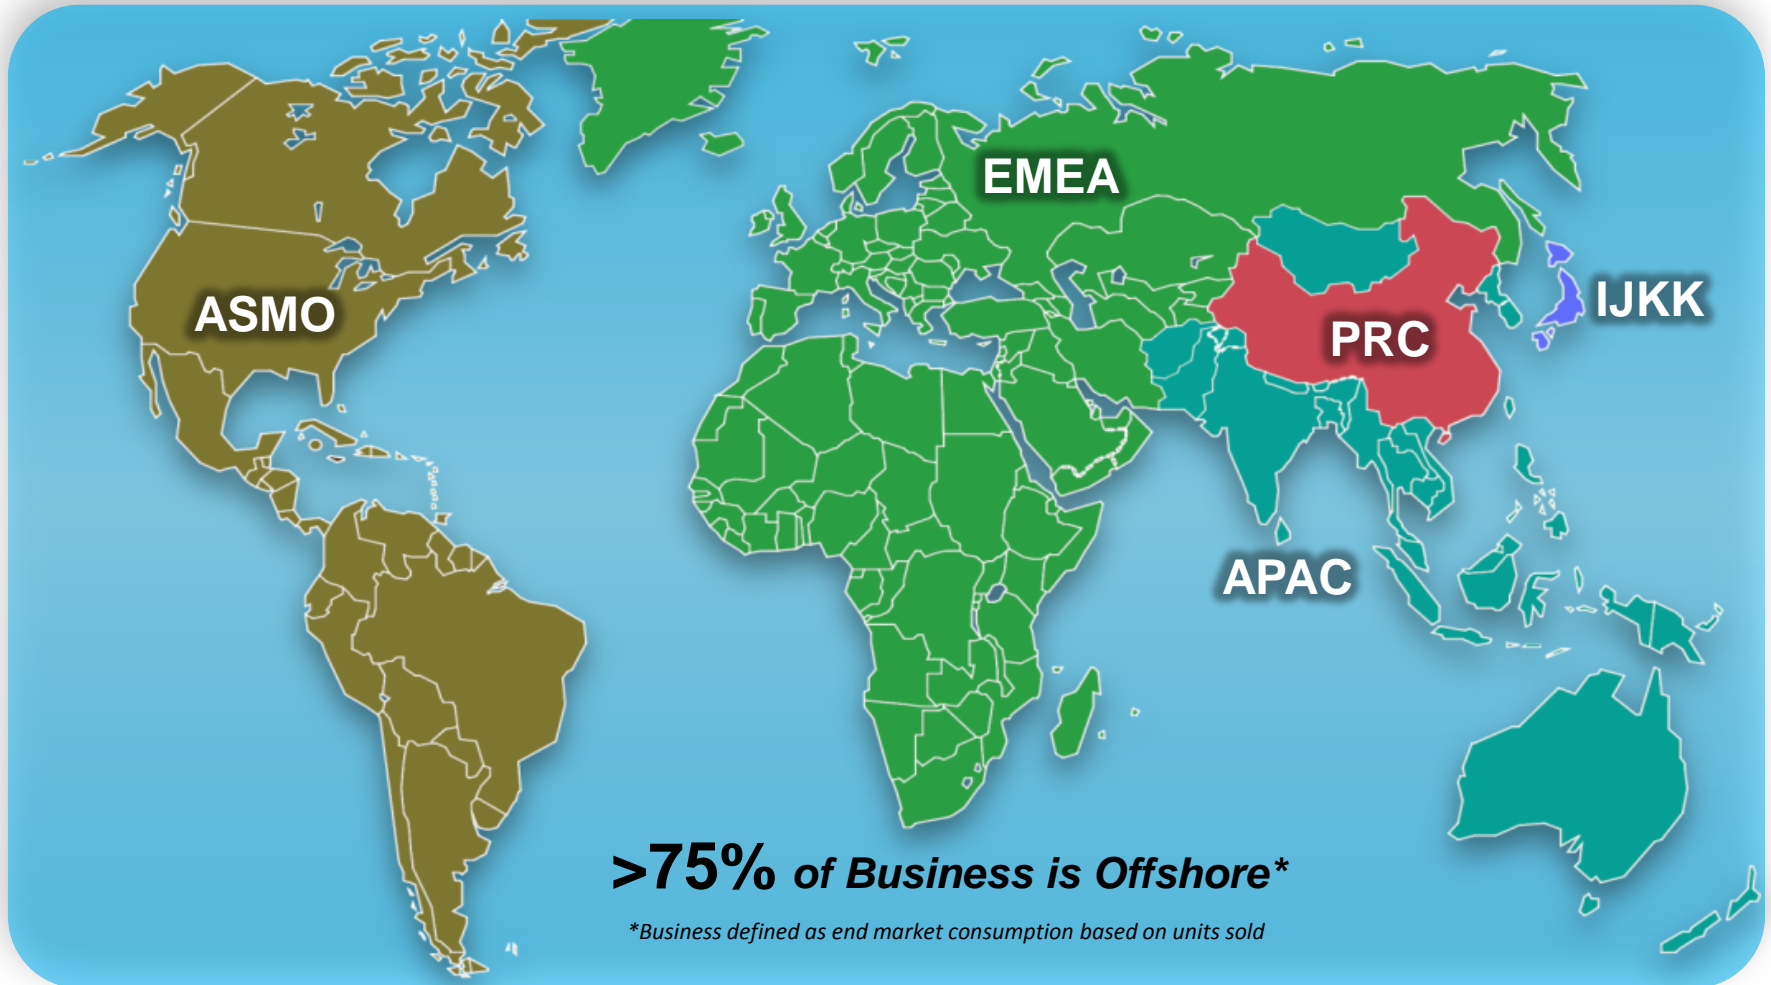 EMEA
ASMO
IJKK
PRC
APAC
>75% of Business is Offshore*
*Business defined as end market consumption based on units sold